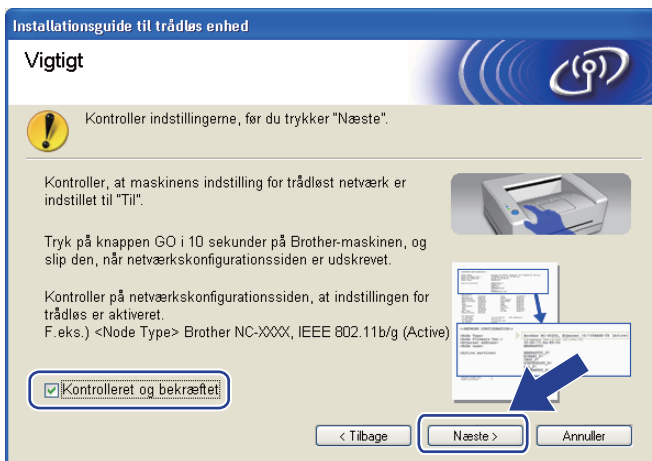 Installationsguide til trådløs enhed
Vigtigt
Kontroller indstillingerne, før du trykker "Næste".
Kontroller, at maskinens indstilling for trådløst netværk er
indstillet til "Til".
Tryk på knappen GO i 10 sekunder på Brother-maskinen, og
slip den, når netværkskonfigurationssiden er udskrevet.
Kontroller på netværkskonfigurationssiden, at indstillingen for
trådløs er aktiveret.
F.eks.) <Node Type> Brother NC-XXXX, IEEE 802.11b/g (Active)
Kontrolleret og bekræftet
< Tilbage
Næste >
Annuller